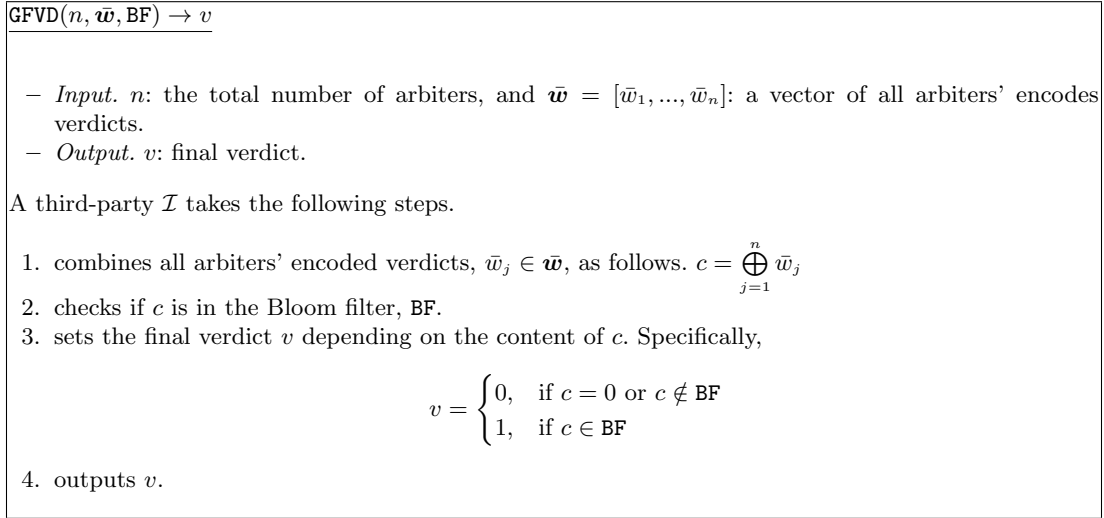 GFVD(n, w̄, BF) → v
– Input. n: the total number of arbiters, and w̄ = [w̄₁, ..., w̄ₙ]: a vector of all arbiters' encodes
verdicts.
– Output. v: final verdict.
A third-party I takes the following steps.
1. combines all arbiters' encoded verdicts, w̄ⱼ ∈ w̄, as follows. c = ⊕ⁿⱼ₌₁ w̄ⱼ
2. checks if c is in the Bloom filter, BF.
3. sets the final verdict v depending on the content of c. Specifically,
v = { 0, if c = 0 or c ∉ BF
1, if c ∈ BF
4. outputs v.